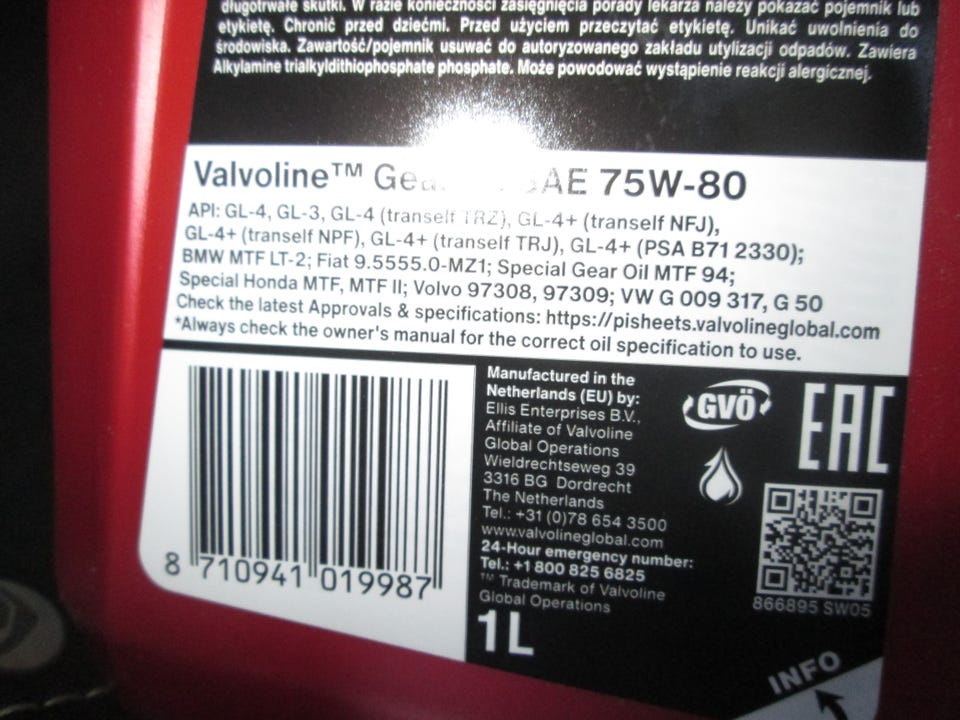 długotrwałe skutki. W razie konieczności zasięgnięcia porady lekarza należy pokazać pojemnik lub
etykietę. Chronić przed dziećmi. Przed użyciem przeczytać etykietę. Unikać uwolnienia do
środowiska. Zawartość/pojemnik usuwać do autoryzowanego zakładu utylizacji odpadów. Zawiera
Alkylamine trialkyldithiophosphate phosphate. Może powodować wystąpienie reakcji alergicznej.
Valvoline™ SAE 75W-80
API: GL-4, GL-3, GL-4 (tranself TRZ), GL-4+ (tranself NFJ),
GL-4+ (tranself NPF), GL-4+ (tranself TRJ), GL-4+ (PSA B71 2330);
BMW MTF LT-2; Fiat 9.5555.0-MZ1; Special Gear Oil MTF 94;
Special Honda MTF, MTF II; Volvo 97308, 97309; VW G 009 317, G 50
Check the latest Approvals & specifications: https://pisheets.valvolineglobal.com
*Always check the owner's manual for the correct oil specification to use.
Manufactured in the
Netherlands (EU) by:
Ellis Enterprises B.V.,
Affiliate of Valvoline
Global Operations
Wieldrechtseweg 39
3316 BG Dordrecht
The Netherlands
Tel.: +31 (0)78 654 3500
www.valvolineglobal.com
24-Hour emergency number:
Tel.: +1 800 825 6825
™ Trademark of Valvoline
Global Operations
1L
GVÖ
EAC
866895 SW05
INFO
8 710941 019987